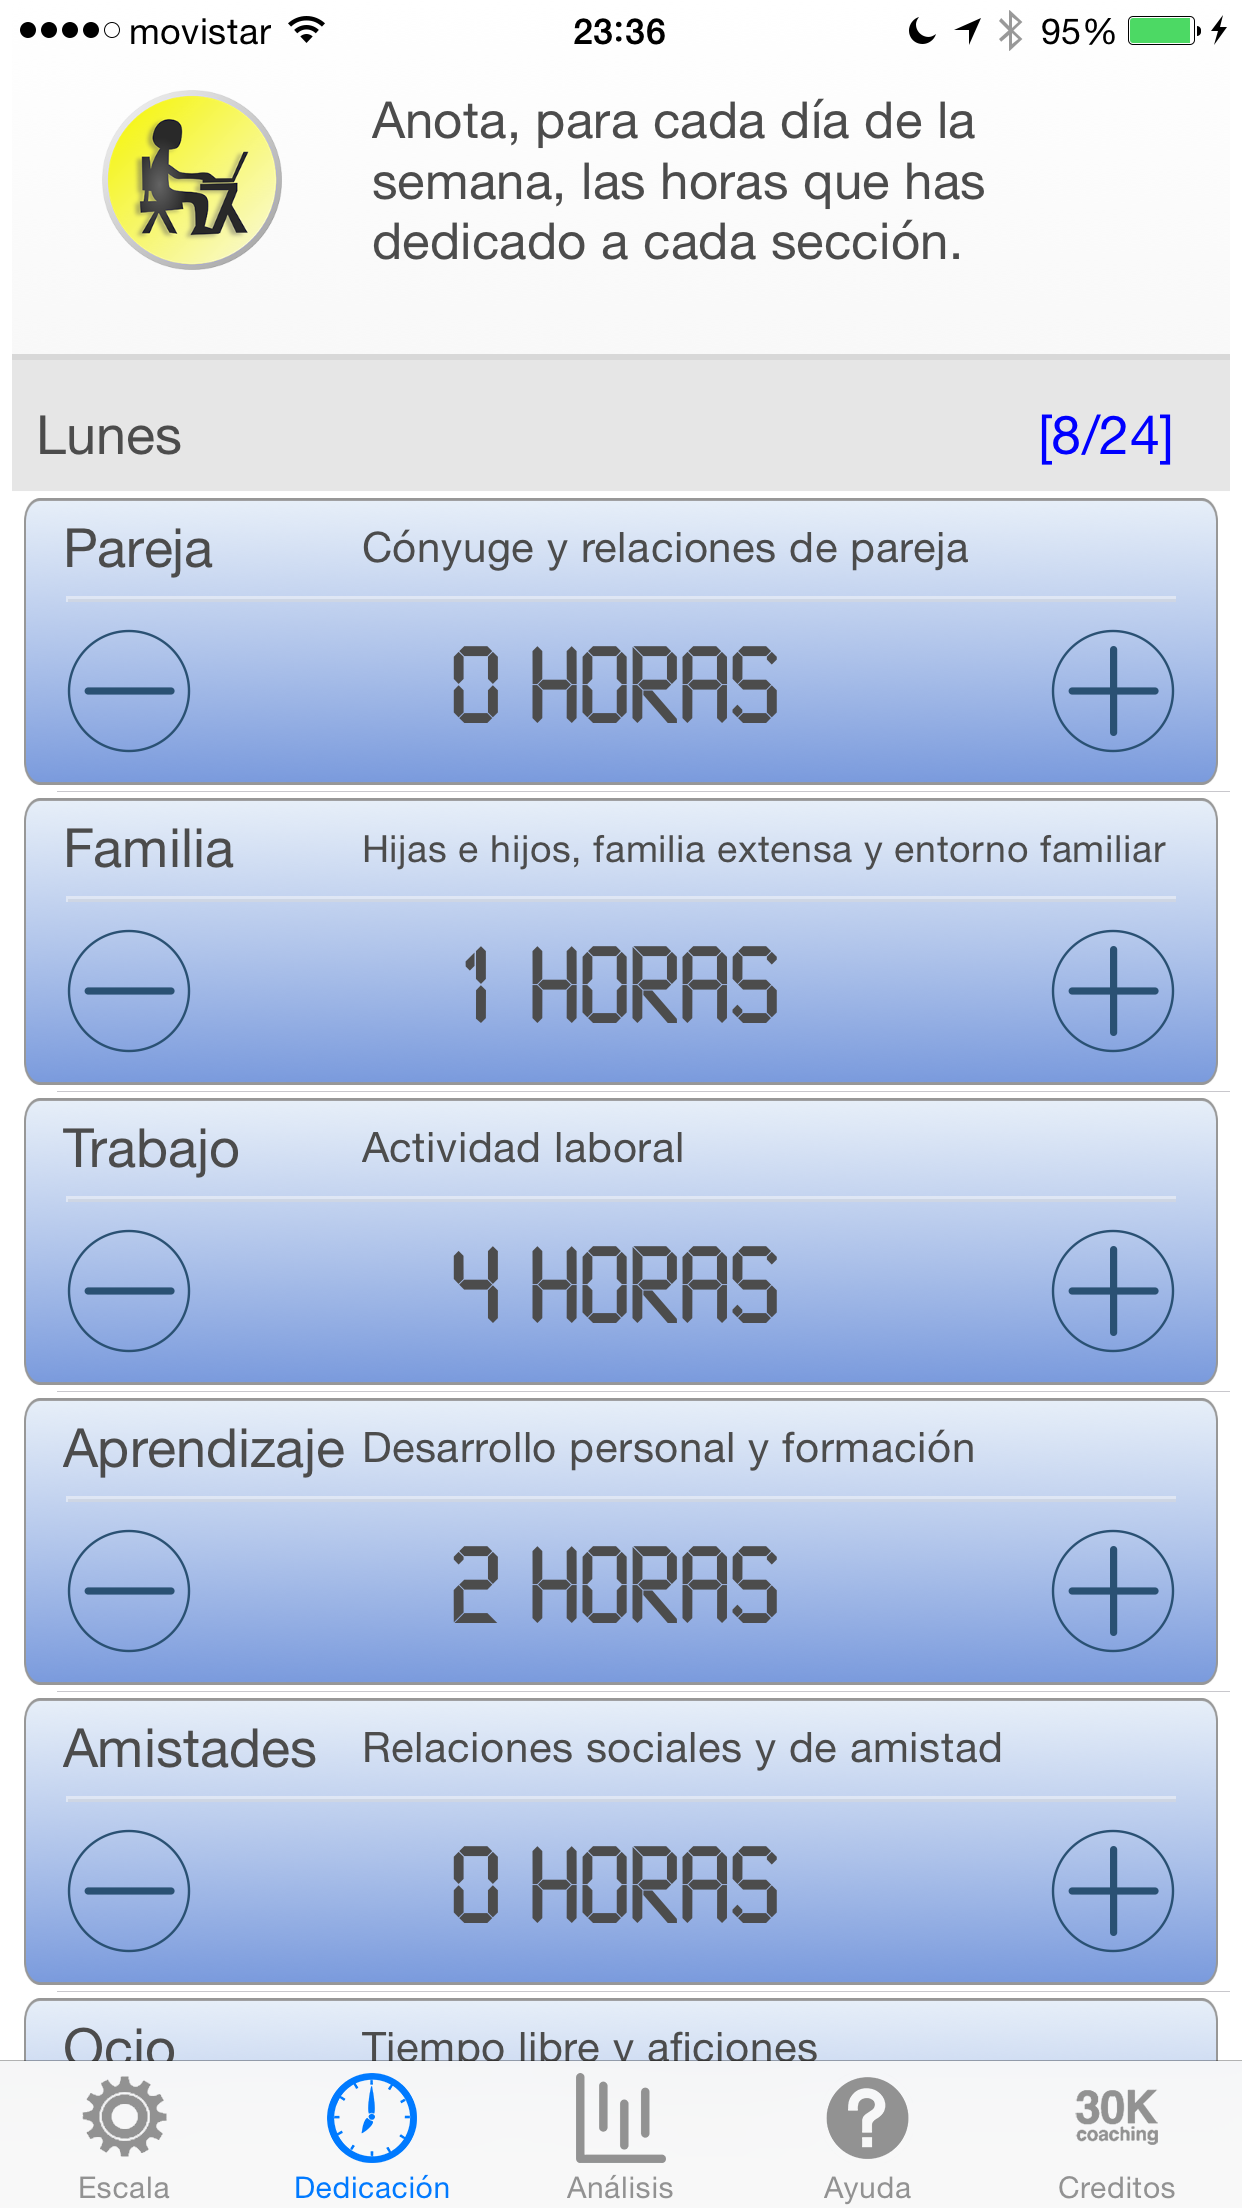 movistar 23:36 95%
Anota, para cada día de la
semana, las horas que has
dedicado a cada sección.
Lunes [8/24]
Pareja Cónyuge y relaciones de pareja
0 HORAS
Familia Hijas e hijos, familia extensa y entorno familiar
1 HORAS
Trabajo Actividad laboral
4 HORAS
Aprendizaje Desarrollo personal y formación
2 HORAS
Amistades Relaciones sociales y de amistad
0 HORAS
Ocio Tiempo libre y aficiones
30K
coaching
Escala Dedicación Análisis Ayuda Creditos